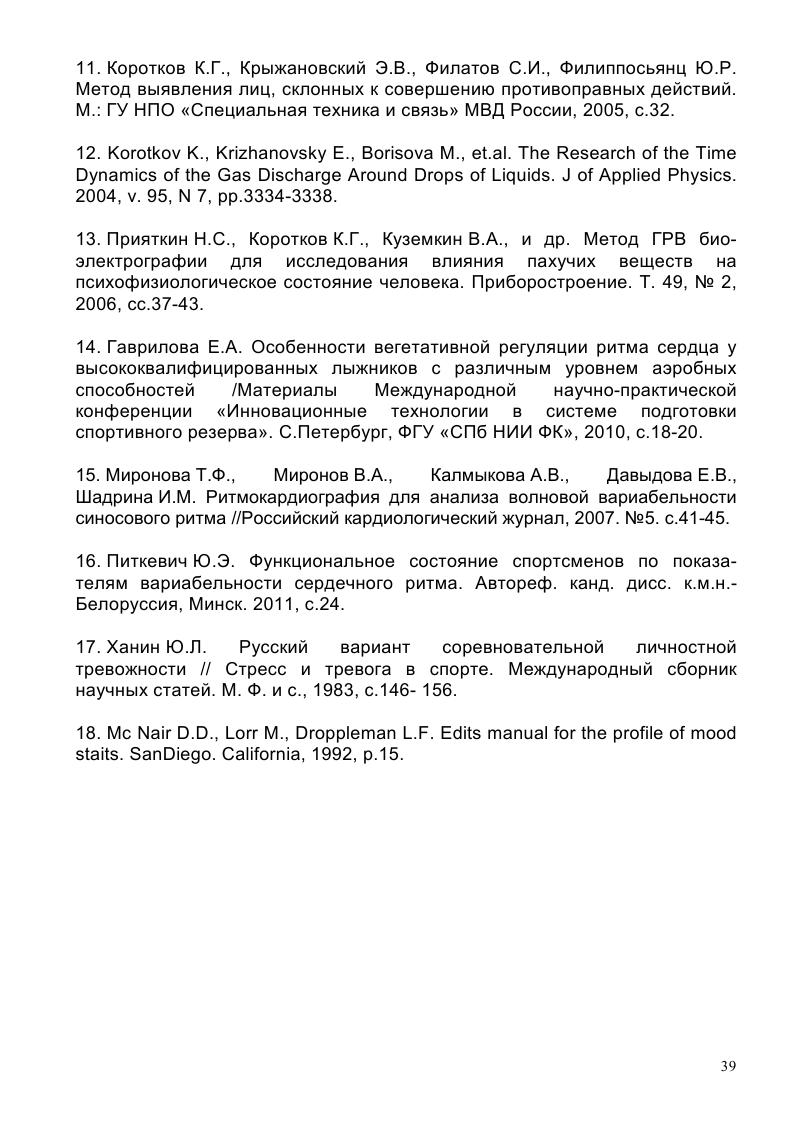 11. Коротков К.Г., Крыжановский Э.В., Филатов С.И., Филиппосьянц Ю.Р.
Метод выявления лиц, склонных к совершению противоправных действий.
М.: ГУ НПО «Специальная техника и связь» МВД России, 2005, с.32.
12. Korotkov K., Krizhanovsky E., Borisova M., et.al. The Research of the Time
Dynamics of the Gas Discharge Around Drops of Liquids. J of Applied Physics.
2004, v. 95, N 7, pp.3334-3338.
13. Прияткин Н.С., Коротков К.Г., Куземкин В.А., и др. Метод ГРВ био-
электрографии для исследования влияния пахучих веществ на
психофизиологическое состояние человека. Приборостроение. Т. 49, № 2,
2006, сс.37-43.
14. Гаврилова Е.А. Особенности вегетативной регуляции ритма сердца у
высококвалифицированных лыжников с различным уровнем аэробных
способностей /Материалы Международной научно-практической
конференции «Инновационные технологии в системе подготовки
спортивного резерва». С.Петербург, ФГУ «СПб НИИ ФК», 2010, с.18-20.
15. Миронова Т.Ф., Миронов В.А., Калмыкова А.В., Давыдова Е.В.,
Шадрина И.М. Ритмокардиография для анализа волновой вариабельности
синосового ритма //Российский кардиологический журнал, 2007. №5. с.41-45.
16. Питкевич Ю.Э. Функциональное состояние спортсменов по показа-
телям вариабельности сердечного ритма. Автореф. канд. дисс. к.м.н.-
Белоруссия, Минск. 2011, с.24.
17. Ханин Ю.Л. Русский вариант соревновательной личностной
тревожности // Стресс и тревога в спорте. Международный сборник
научных статей. М. Ф. и с., 1983, с.146- 156.
18. Mc Nair D.D., Lorr M., Droppleman L.F. Edits manual for the profile of mood
staits. SanDiego. California, 1992, p.15.
39